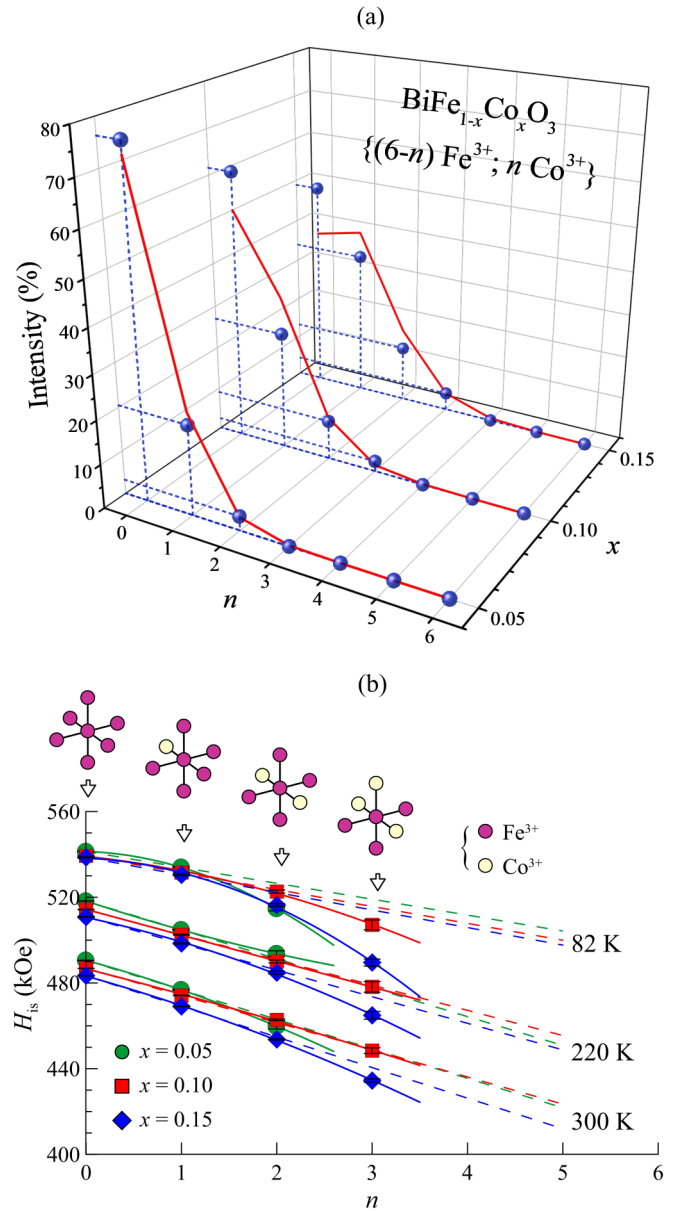 (a)
BiFe1-xCoxO3
{(6-n) Fe3+; n Co3+}
Intensity (%)
80
70
60
50
40
30
20
10
0
0
1
2
3
4
5
6
n
0.05
0.10
0.15
x
(b)
Fe3+
Co3+
560
520
480
440
400
His (kOe)
82 K
220 K
300 K
x = 0.05
x = 0.10
x = 0.15
0 1 2 3 4 5 6
n